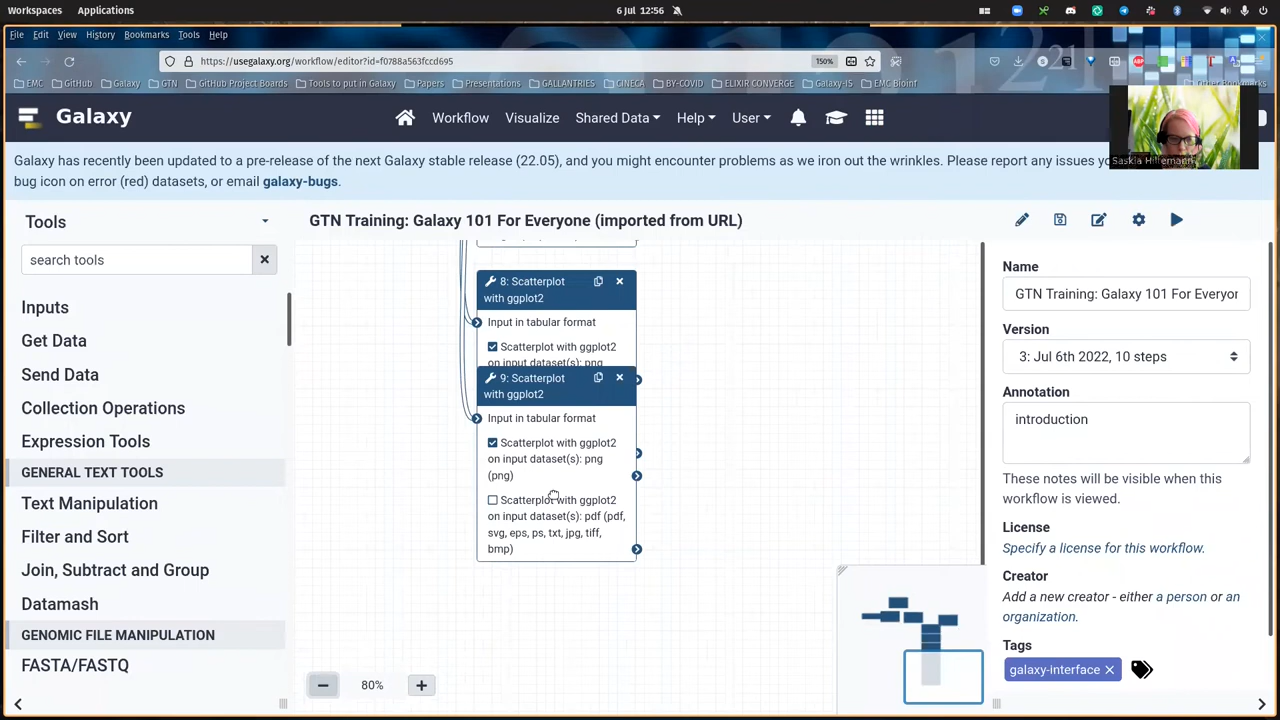 Workspaces Applications 6 Jul 12:56
File Edit View History Bookmarks Tools Help
https://usegalaxy.org/workflow/editor?id=f0788a563fccd695 150%
EMC GitHub Galaxy GTN GitHub Project Boards Tools to put in Galaxy Papers Presentations GALLANTRIES CINECA BY-COVID ELIXIR CONVERGE Galaxy-IS EMC Bioinf Other Bookmarks
Galaxy Workflow Visualize Shared Data Help User
Galaxy has recently been updated to a pre-release of the next Galaxy stable release (22.05), and you might encounter problems as we iron out the wrinkles. Please report any issues
bug icon on error (red) datasets, or email galaxy-bugs.
Saskia Hiltemann
Tools
search tools
Inputs
Get Data
Send Data
Collection Operations
Expression Tools
GENERAL TEXT TOOLS
Text Manipulation
Filter and Sort
Join, Subtract and Group
Datamash
GENOMIC FILE MANIPULATION
FASTA/FASTQ
GTN Training: Galaxy 101 For Everyone (imported from URL)
8: Scatterplot
with ggplot2
Input in tabular format
Scatterplot with ggplot2
on input dataset(s): png
9: Scatterplot
with ggplot2
Input in tabular format
Scatterplot with ggplot2
on input dataset(s): png
(png)
Scatterplot with ggplot2
on input dataset(s): pdf (pdf,
svg, eps, ps, txt, jpg, tiff,
bmp)
80%
Name
GTN Training: Galaxy 101 For Everyor
Version
3: Jul 6th 2022, 10 steps
Annotation
introduction
These notes will be visible when this
workflow is viewed.
License
Specify a license for this workflow.
Creator
Add a new creator - either a person or an
organization.
Tags
galaxy-interface